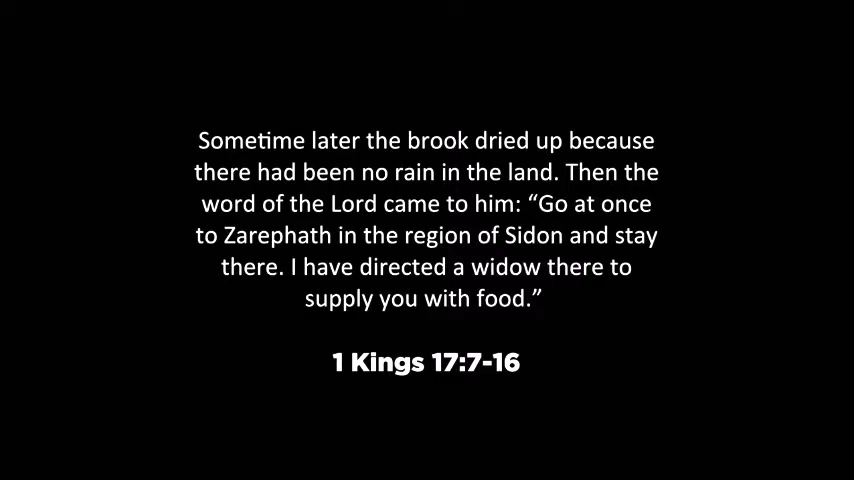 Sometime later the brook dried up because
there had been no rain in the land. Then the
word of the Lord came to him: “Go at once
to Zarephath in the region of Sidon and stay
there. I have directed a widow there to
supply you with food.”
1 Kings 17:7-16